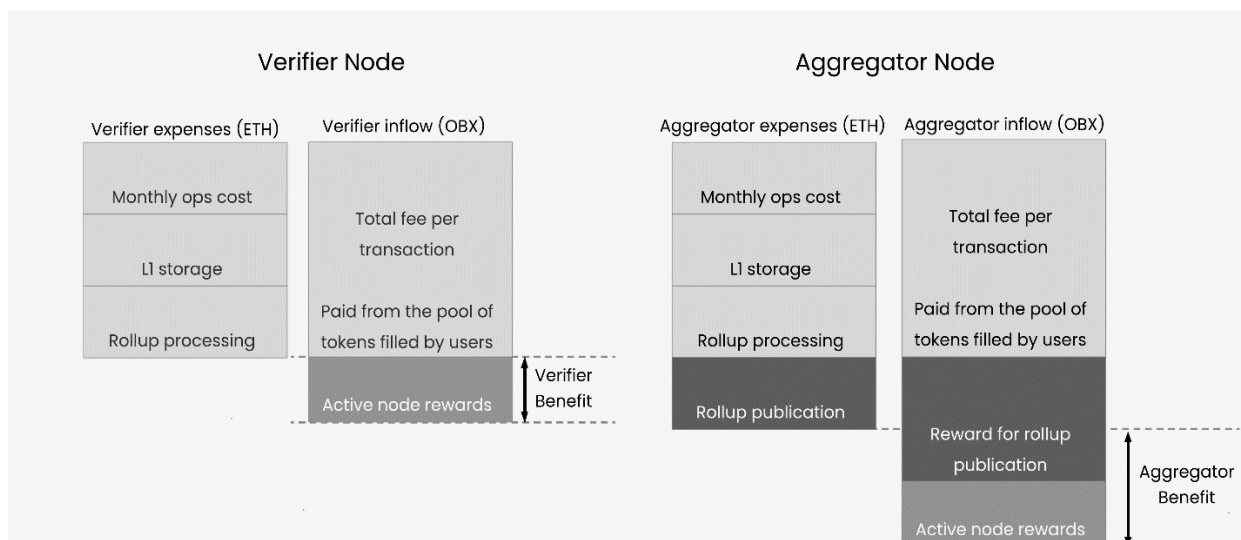 Verifier Node
Verifier expenses (ETH)
Monthly ops cost
L1 storage
Rollup processing
Verifier inflow (OBX)
Total fee per
transaction
Paid from the pool of
tokens filled by users
Active node rewards
Verifier
Benefit
Aggregator Node
Aggregator expenses (ETH)
Monthly ops cost
L1 storage
Rollup processing
Rollup publication
Aggregator inflow (OBX)
Total fee per
transaction
Paid from the pool of
tokens filled by users
Reward for rollup
publication
Active node rewards
Aggregator
Benefit